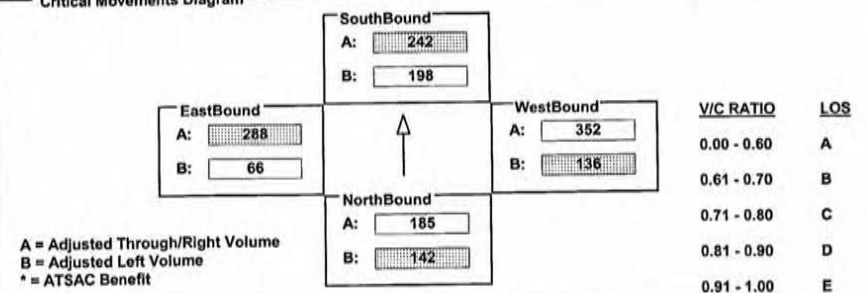 Critical Movements Diagram
SouthBound
A: 242
B: 198
EastBound
A: 288
B: 66
WestBound
A: 352
B: 136
NorthBound
A: 185
B: 142
A = Adjusted Through/Right Volume
B = Adjusted Left Volume
* = ATSAC Benefit
V/C RATIO LOS
0.00 - 0.60 A
0.61 - 0.70 B
0.71 - 0.80 C
0.81 - 0.90 D
0.91 - 1.00 E